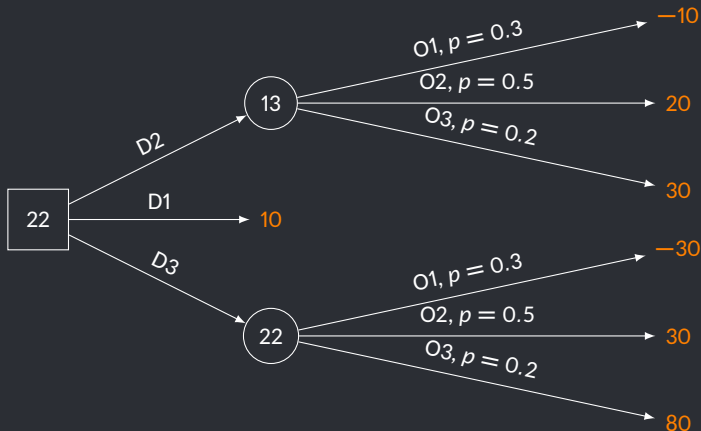 −10
O1, p = 0.3
O2, p = 0.5
13
20
O3, p = 0.2
D2
30
D1
22
10
−30
D3
O1, p = 0.3
O2, p = 0.5
22
30
O3, p = 0.2
80